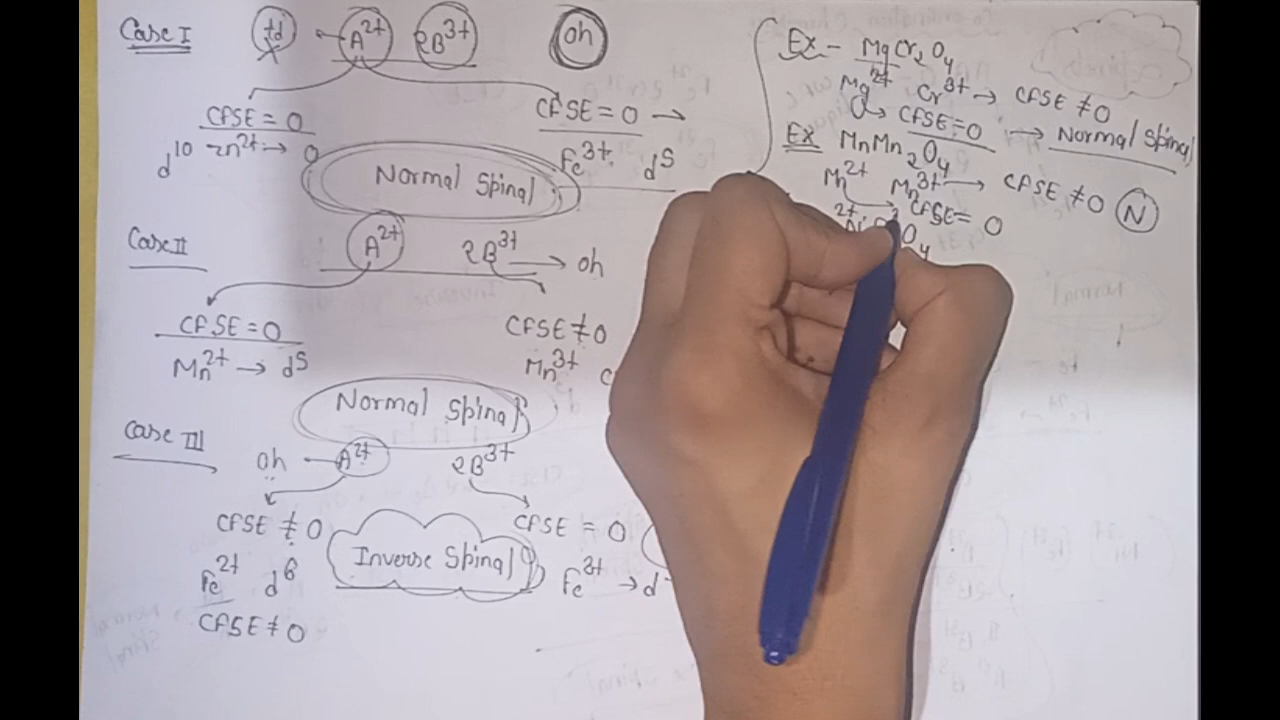 Case I
td ← A²⁺ 2B³⁺ oh
CFSE = 0
CFSE = 0 →
d¹⁰ Zn²⁺ → 0
Fe³⁺ d⁵
Normal Spinal
Case II
A²⁺ 2B³⁺ → oh
CFSE = 0
CFSE ≠ 0
Mn²⁺ → d⁵
Mn³⁺
Normal Spinal
Case III
oh ← A²⁺ 2B³⁺
CFSE ≠ 0
CFSE = 0
Inverse Spinal
Fe²⁺ d⁶
Fe³⁺ → d
CFSE ≠ 0
Ex - MgCr₂O₄
Mg²⁺ Cr³⁺ → CFSE ≠ 0
CFSE = 0 → Normal Spinal
Ex MnMn₂O₄
Mn²⁺ Mn³⁺ → CFSE ≠ 0 N
CFSE = 0
2+
O₄